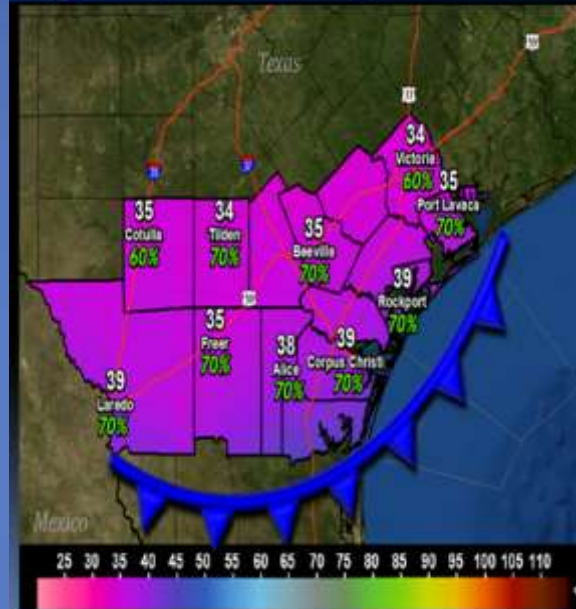 Texas
34
Victoria
60%
35
Port Lavaca
70%
35
Cotulla
60%
34
Tilden
70%
35
Beeville
70%
39
Rockport
70%
35
Freer
70%
38
Alice
70%
39
Corpus Christi
70%
39
Laredo
70%
Mexico
25 30 35 40 45 50 55 60 65 70 75 80 85 90 95 100 105 110